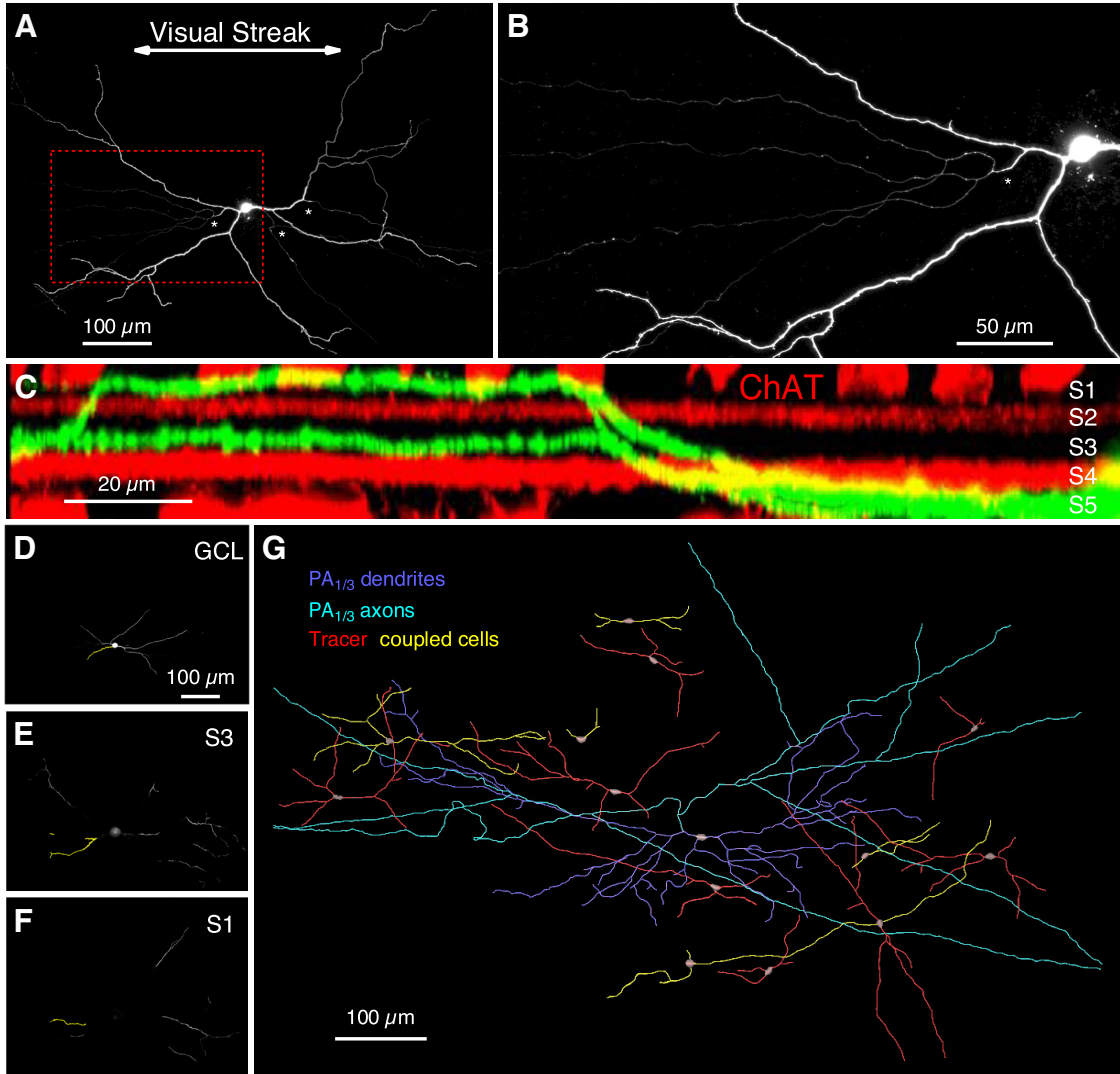 A
Visual Streak
*
*
*
100 µm
B
*
50 µm
C
ChAT
S1
S2
S3
S4
S5
20 µm
D
GCL
100 µm
E
S3
F
S1
G
PA1/3 dendrites
PA1/3 axons
Tracer coupled cells
100 µm